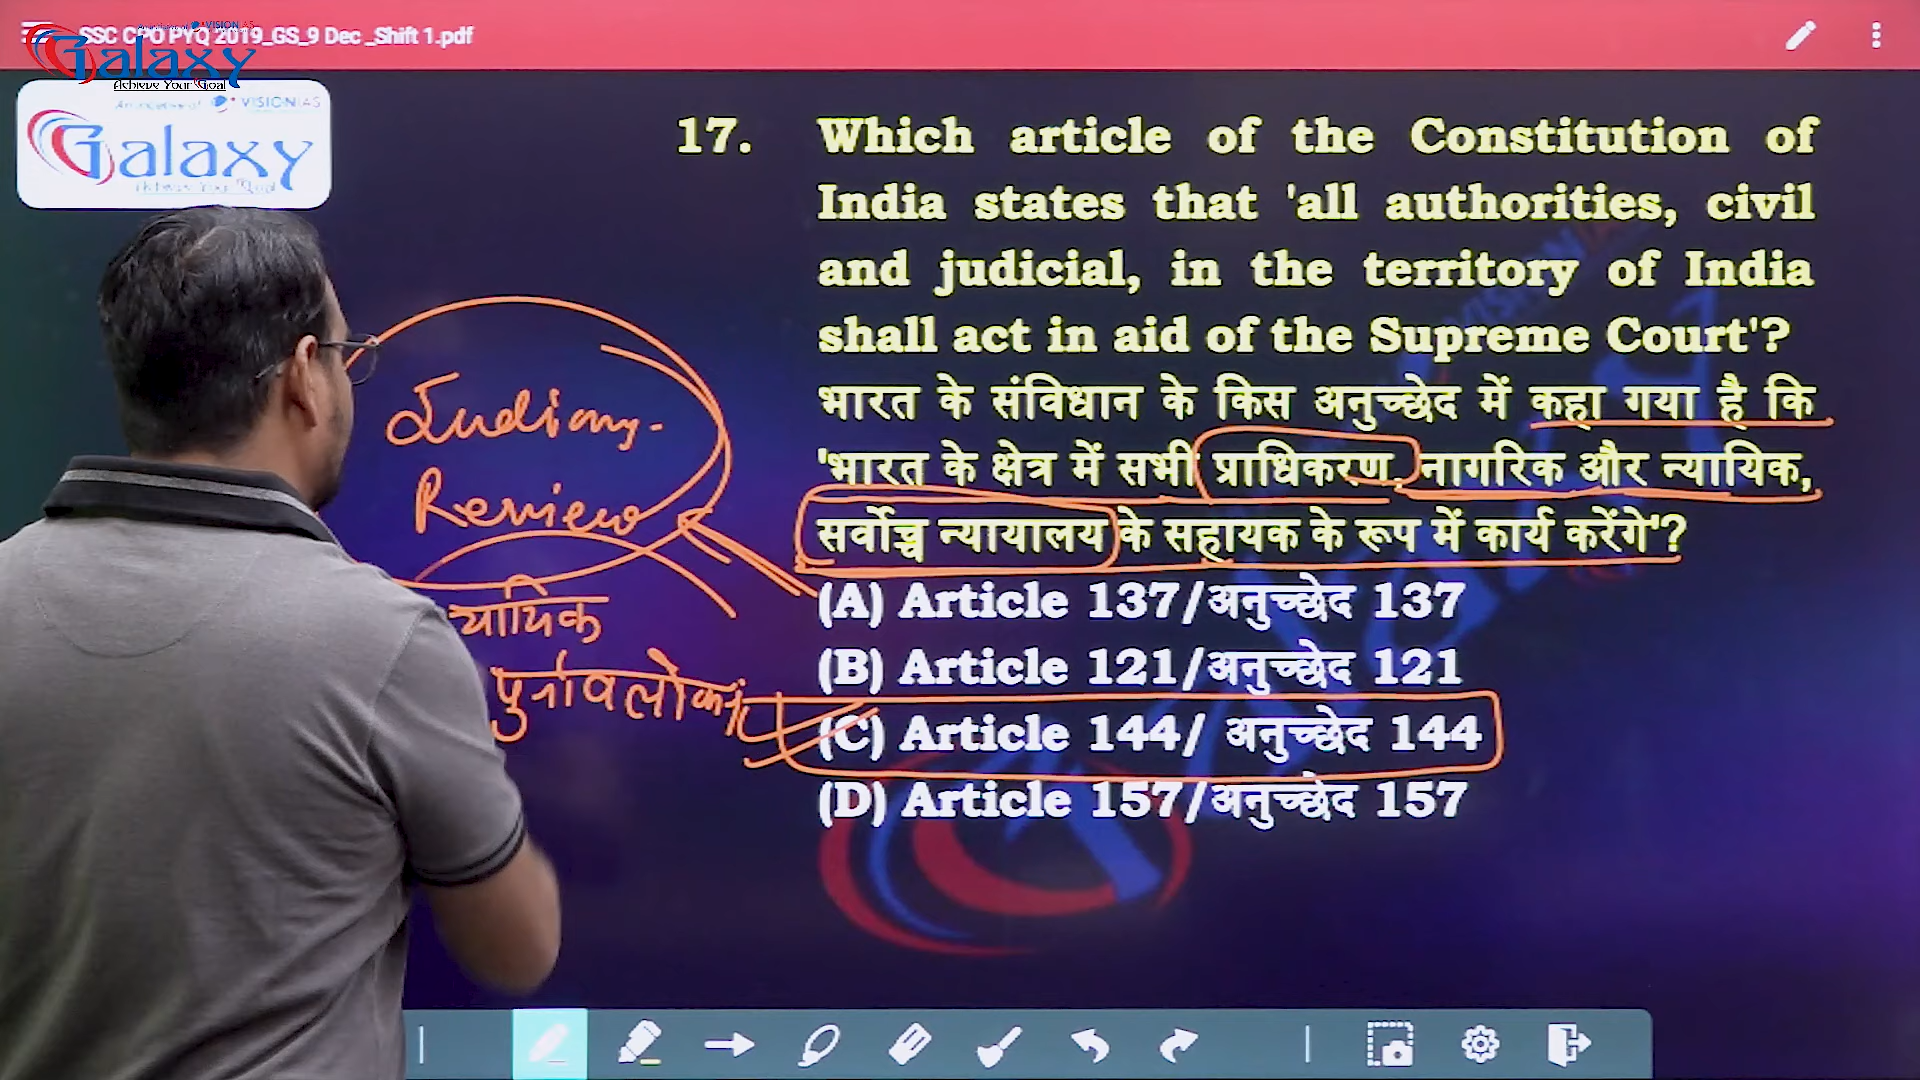 SSC CPO PYQ 2019_GS_9 Dec _Shift 1.pdf
Galaxy
Achieve Your Goal
VISIONIAS
Galaxy
17. Which article of the Constitution of
India states that 'all authorities, civil
and judicial, in the territory of India
shall act in aid of the Supreme Court'?
भारत के संविधान के किस अनुच्छेद में कहा गया है कि
'भारत के क्षेत्र में सभी प्राधिकरण, नागरिक और न्यायिक,
सर्वोच्च न्यायालय के सहायक के रूप में कार्य करेंगे'?
(A) Article 137/अनुच्छेद 137
(B) Article 121/अनुच्छेद 121
(C) Article 144/ अनुच्छेद 144
(D) Article 157/अनुच्छेद 157
Review